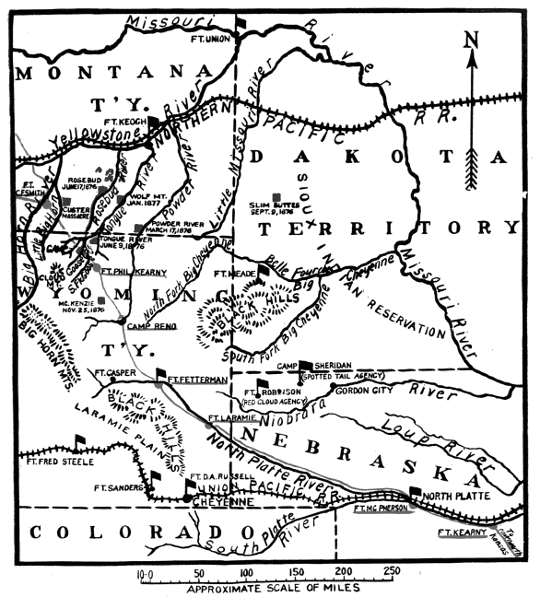 Missouri River
FT. UNION
N
MONTANA
T'Y.
FT. KEOGH
Yellowstone River
NORTHERN PACIFIC R.R.
Little Missouri River
DAKOTA
TERRITORY
SIOUX INDIAN RESERVATION
FT.
C.F. SMITH
ROSEBUD
JUNE 17, 1876
Rosebud River
Tongue River
Powder River
CUSTER
MASSACRE
WOLF MT.
JAN. 1877
SLIM BUTTES
SEPT. 9, 1876
POWDER RIVER
MARCH 17, 1876
TONGUE RIVER
JUNE 9, 1876
Big Horn River
Little Big Horn
CLOUD
FT. PHIL KEARNY
North Fork Big Cheyenne
FT. MEADE
Belle Fourche
Big Cheyenne
Missouri River
WYOMING
T'Y.
MC. KENZIE
NOV. 25, 1876
BLACK HILLS
South Fork Big Cheyenne
CAMP RENO
BIG HORN MTS
FT. CASPER
FT. FETTERMAN
CAMP SHERIDAN
(SPOTTED TAIL AGENCY)
FT. ROBINSON
(RED CLOUD AGENCY)
GORDON CITY
Niobrara River
BLACK HILLS
LARAMIE PLAINS
FT. LARAMIE
NEBRASKA
Loup River
North Platte River
FT. FRED STEELE
FT. SANDERS
FT. D.A. RUSSELL
CHEYENNE
UNION PACIFIC R.R.
NORTH PLATTE
FT. MC PHERSON
FT. KEARNY
COLORADO
South Platte River
10 0 50 100 150 200 250
APPROXIMATE SCALE OF MILES